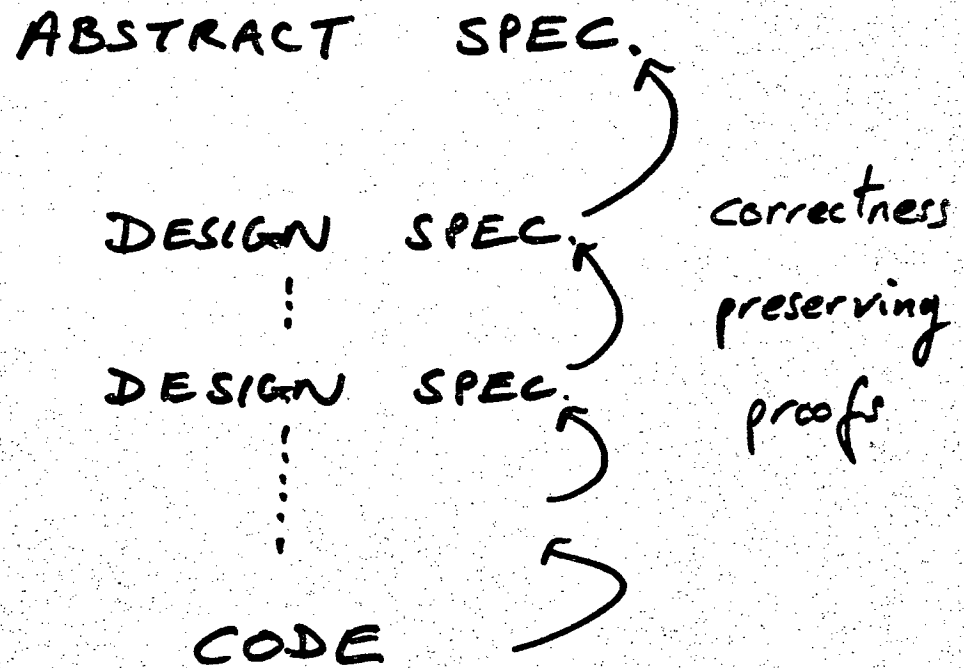 ABSTRACT SPEC.
DESIGN SPEC.
DESIGN SPEC.
CODE
correctness
preserving
proofs